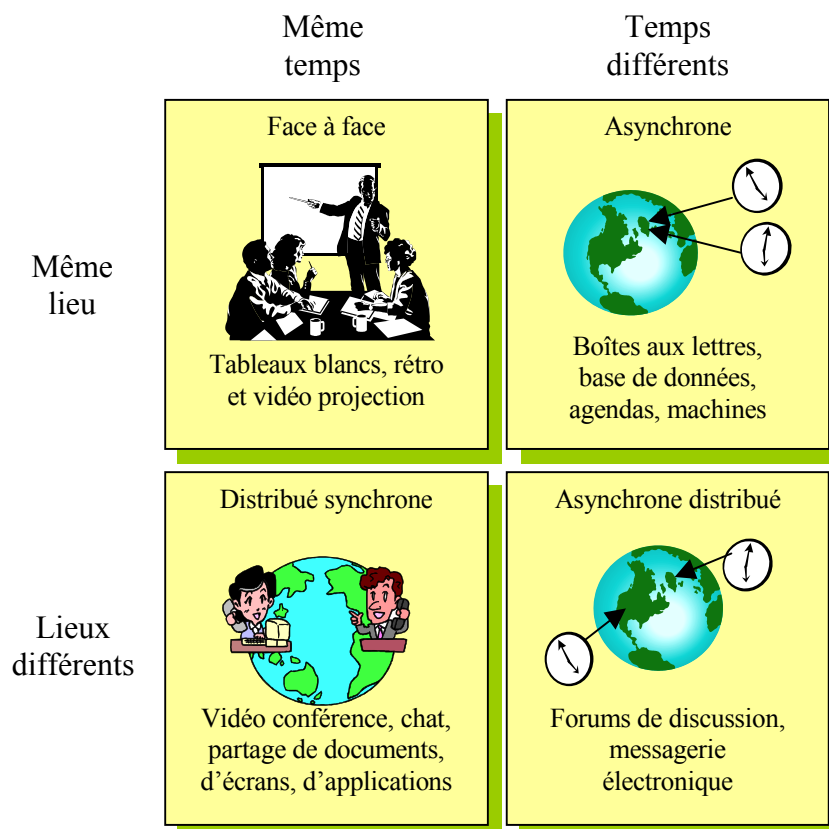 Même
temps
Temps
différents
Même
lieu
Face à face
Tableaux blancs, rétro
et vidéo projection
Asynchrone
Boîtes aux lettres,
base de données,
agendas, machines
Lieux
différents
Distribué synchrone
Vidéo conférence, chat,
partage de documents,
d'écrans, d'applications
Asynchrone distribué
Forums de discussion,
messagerie
électronique